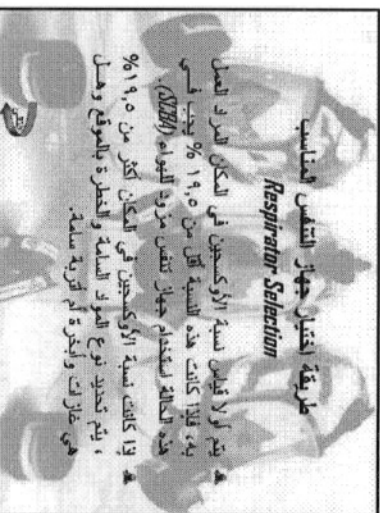 طريقة اختيار جهاز التنفس المناسب
Respirator Selection
يتم أولا قياس نسبة الأوكسجين في المكان المراد العمل
به، فإذا كانت هذه النسبة أقل من ١٩,٥ % يجب في
هذه الحالة استخدام جهاز تنفس مزود للهواء (SCBA).
إذا كانت نسبة الأوكسجين في المكان أكثر من ١٩,٥ %
، يتم تحديد نوع المواد السامة و الخطرة بالموقع وهل
هي غازات وأبخرة أم أتربة سامة.